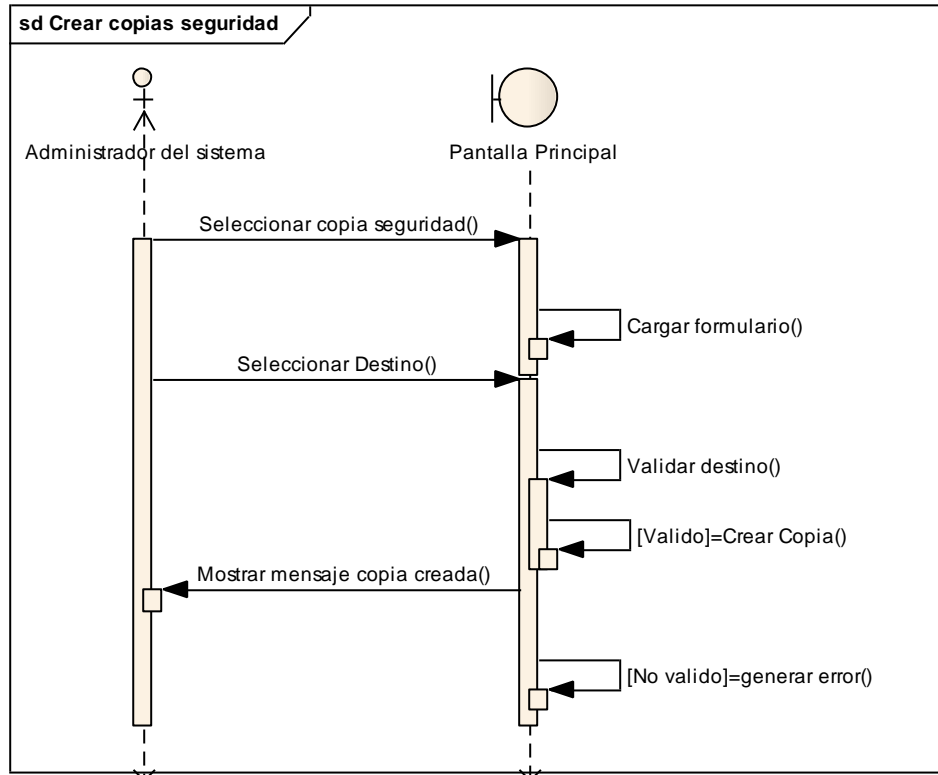 sd Crear copias seguridad
Administrador del sistema
Pantalla Principal
Seleccionar copia seguridad()
Cargar formulario()
Seleccionar Destino()
Validar destino()
[Valido]=Crear Copia()
Mostrar mensaje copia creada()
[No valido]=generar error()